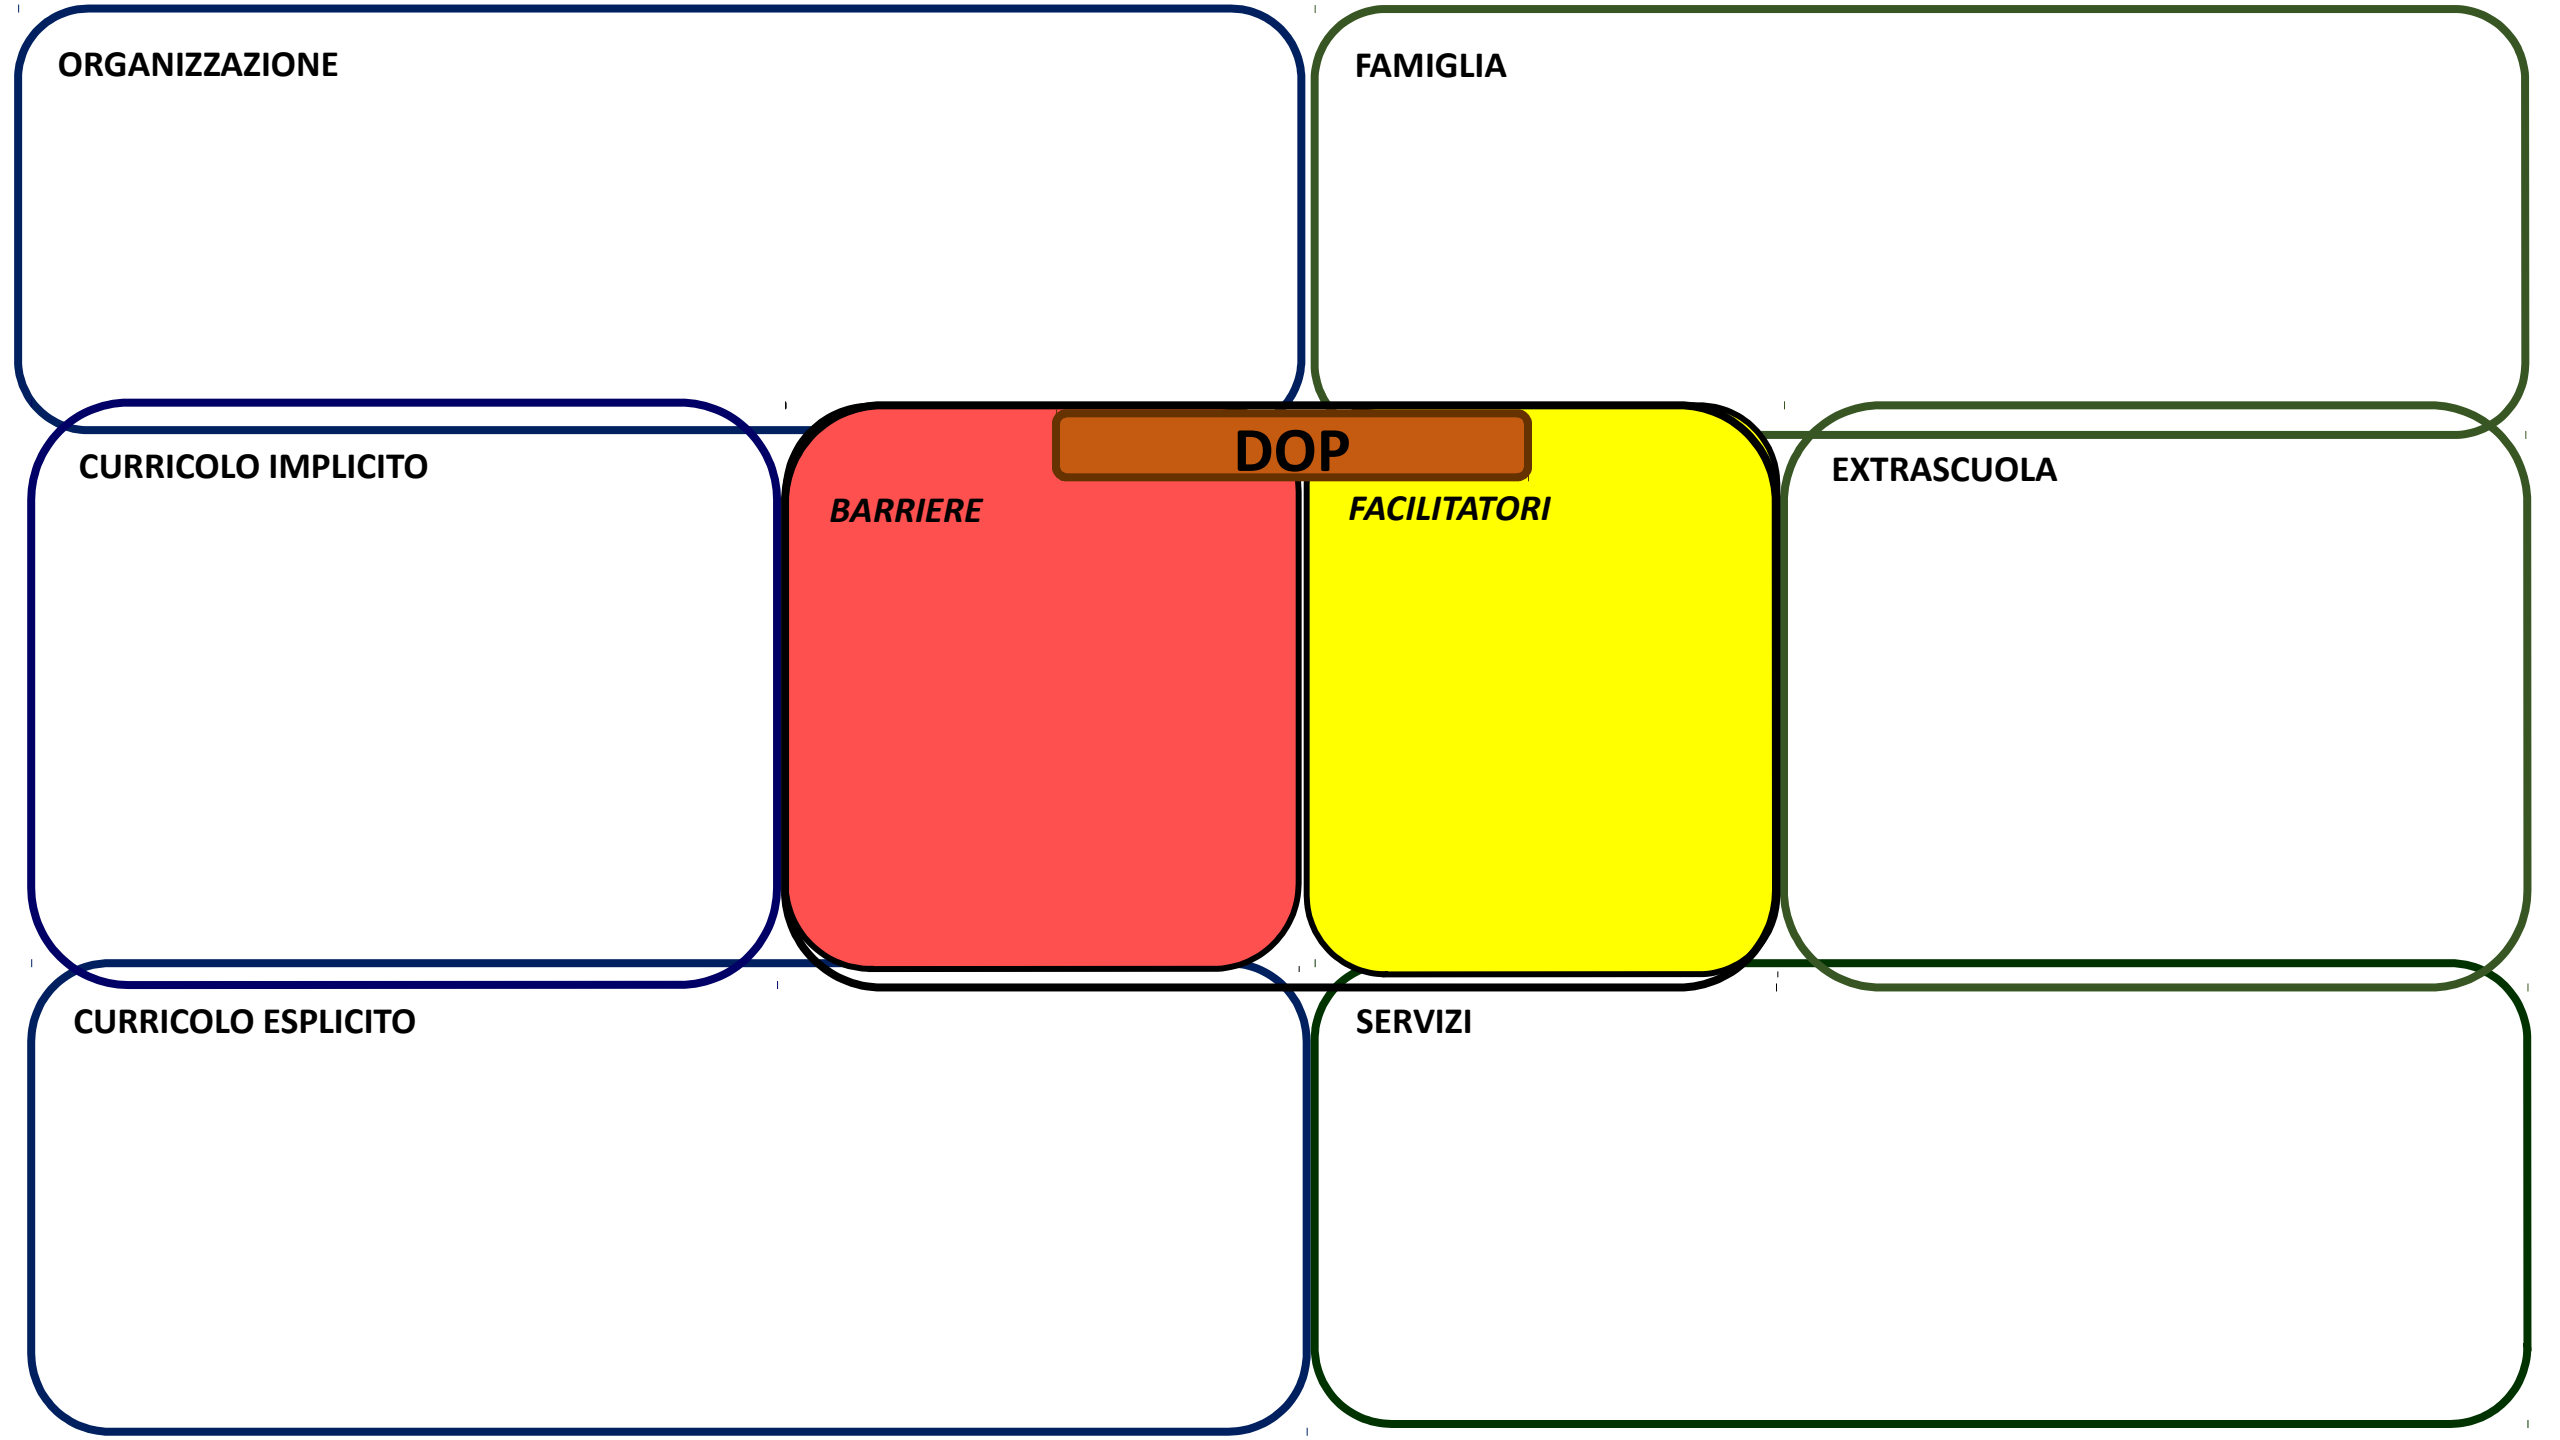 ORGANIZZAZIONE
FAMIGLIA
CURRICOLO IMPLICITO
DOP
BARRIERE
FACILITATORI
EXTRASCUOLA
CURRICOLO ESPLICITO
SERVIZI